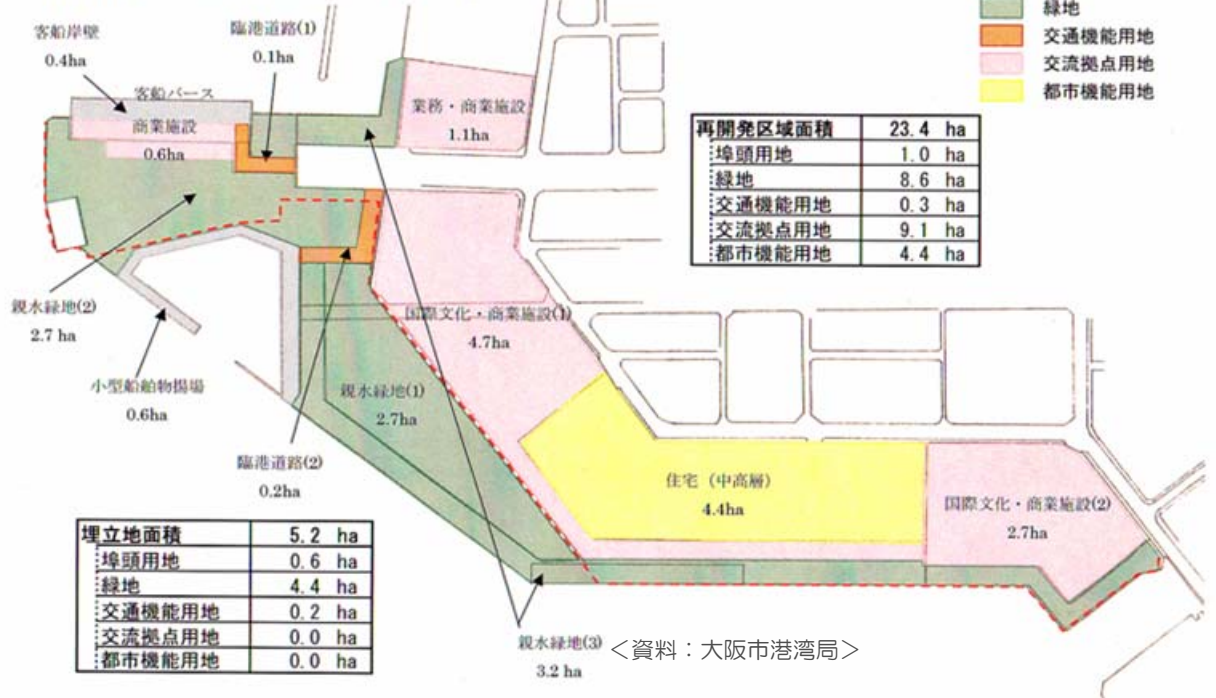 緑地
交通機能用地
交流拠点用地
都市機能用地
客船岸壁
0.4ha
臨港道路(1)
0.1ha
客船バース
商業施設
0.6ha
業務・商業施設
1.1ha
再開発区域面積 23.4 ha
埠頭用地 1.0 ha
緑地 8.6 ha
交通機能用地 0.3 ha
交流拠点用地 9.1 ha
都市機能用地 4.4 ha
親水緑地(2)
2.7 ha
国際文化・商業施設(1)
4.7ha
小型船舶物揚場
0.6ha
親水緑地(1)
2.7ha
臨港道路(2)
0.2ha
住宅（中高層）
4.4ha
国際文化・商業施設(2)
2.7ha
埋立地面積 5.2 ha
埠頭用地 0.6 ha
緑地 4.4 ha
交通機能用地 0.2 ha
交流拠点用地 0.0 ha
都市機能用地 0.0 ha
親水緑地(3)
3.2 ha
＜資料：大阪市港湾局＞